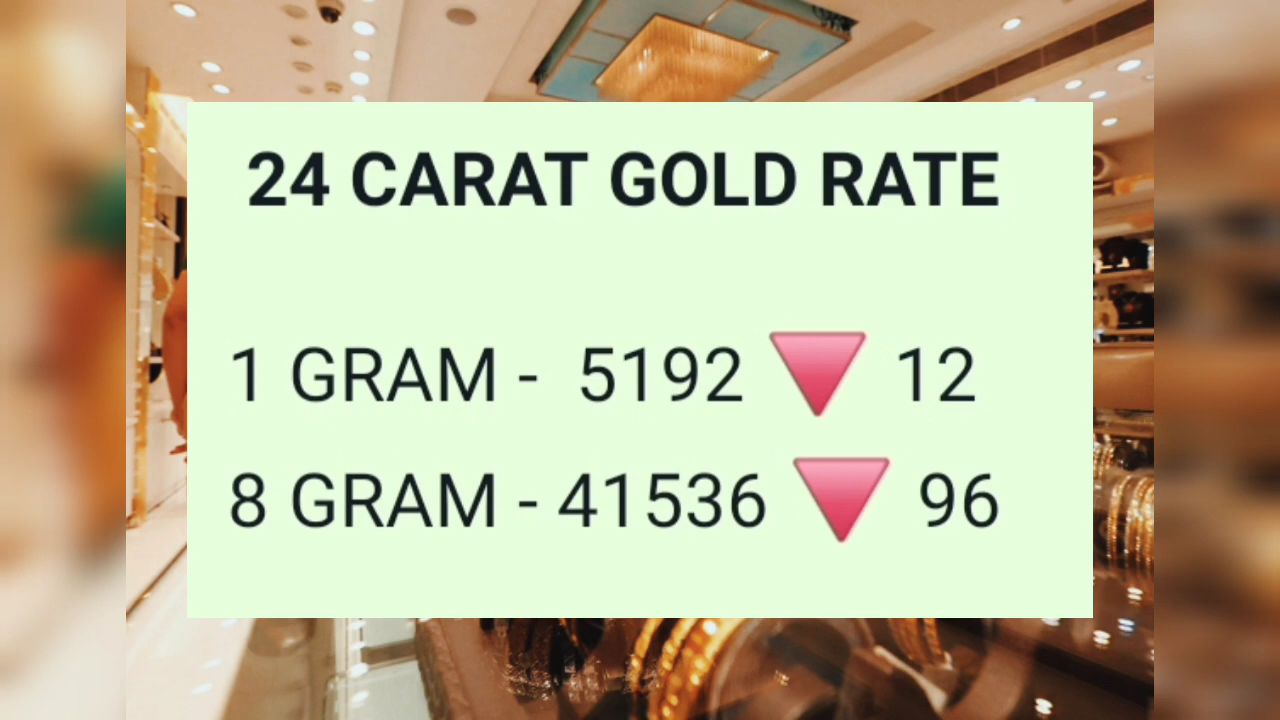 24 CARAT GOLD RATE
1 GRAM - 5192 🔻 12
8 GRAM - 41536 🔻 96